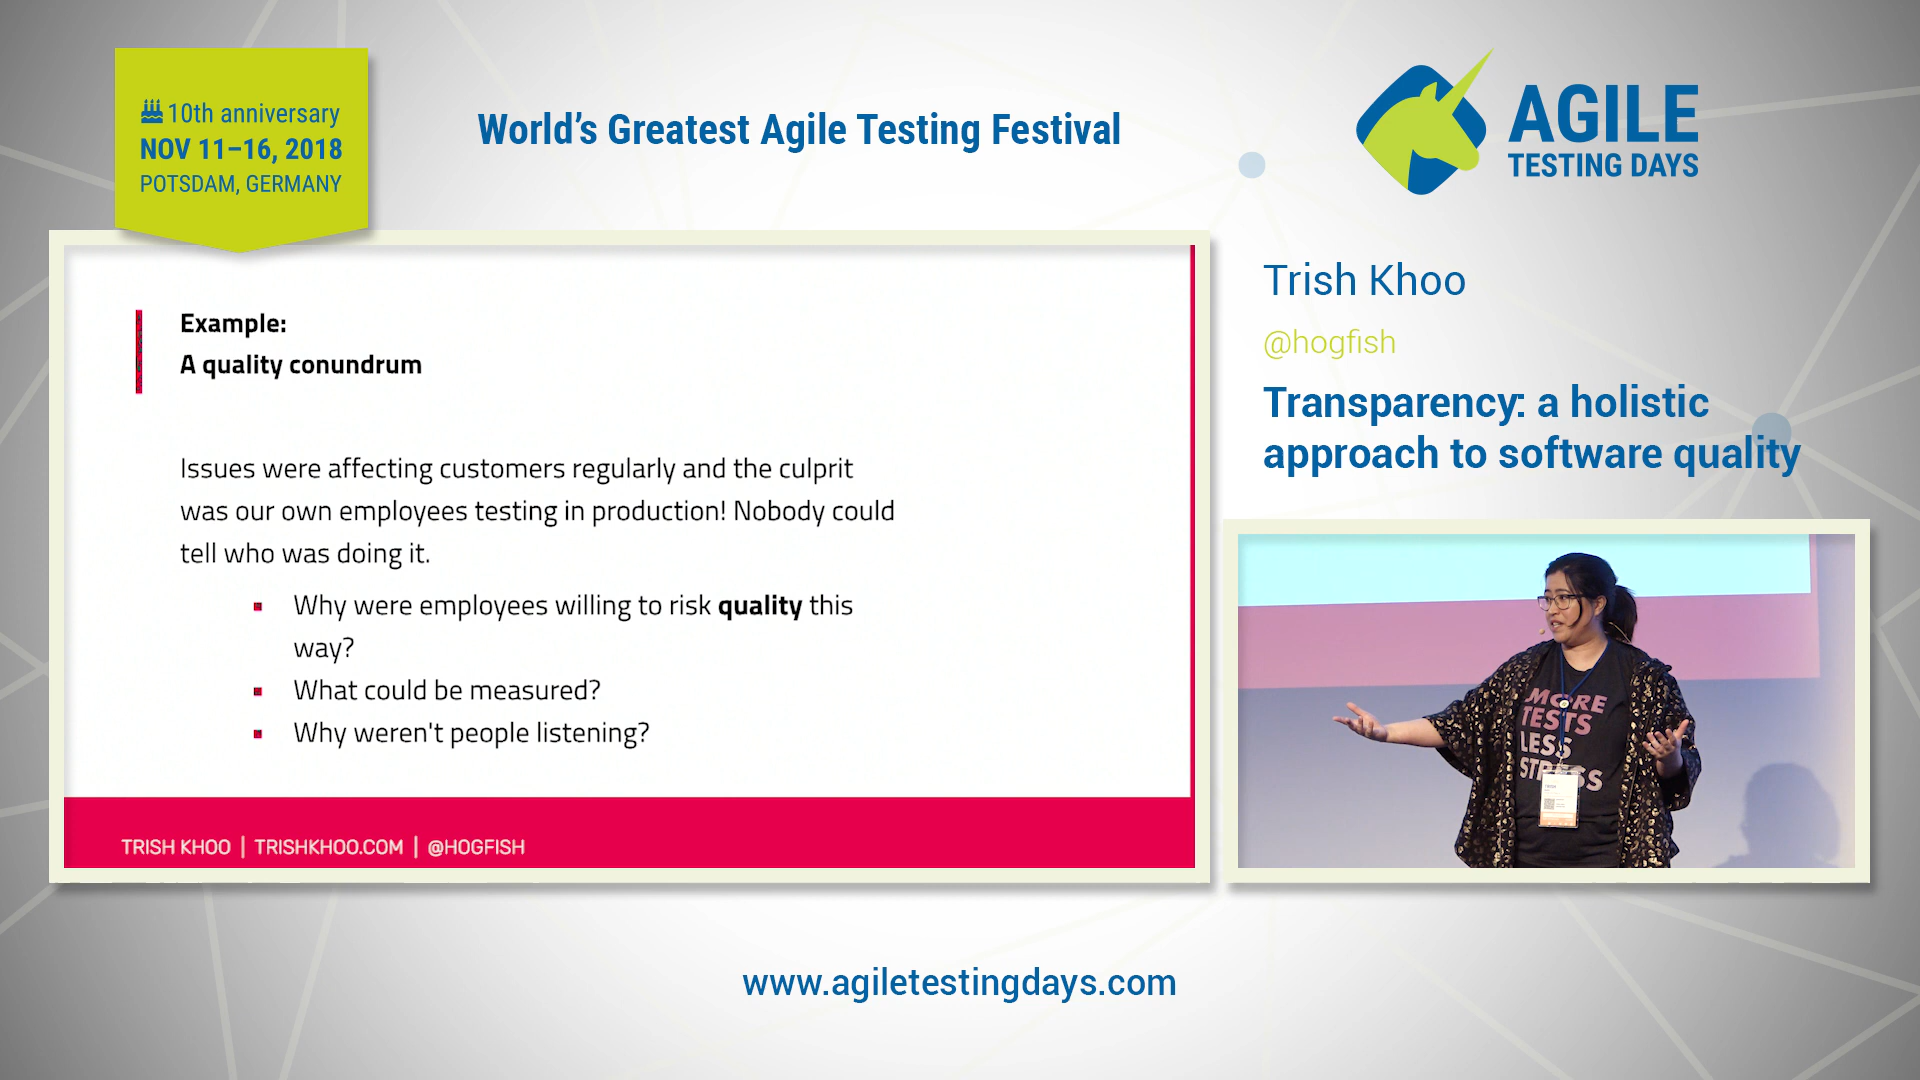 10th anniversary
NOV 11–16, 2018
POTSDAM, GERMANY
World's Greatest Agile Testing Festival
AGILE
TESTING DAYS
Example:
A quality conundrum
Issues were affecting customers regularly and the culprit
was our own employees testing in production! Nobody could
tell who was doing it.
Why were employees willing to risk quality this
way?
What could be measured?
Why weren't people listening?
TRISH KHOO | TRISHKHOO.COM | @HOGFISH
Trish Khoo
@hogfish
Transparency: a holistic
approach to software quality
MORE
TESTS
LESS
STRESS
www.agiletestingdays.com